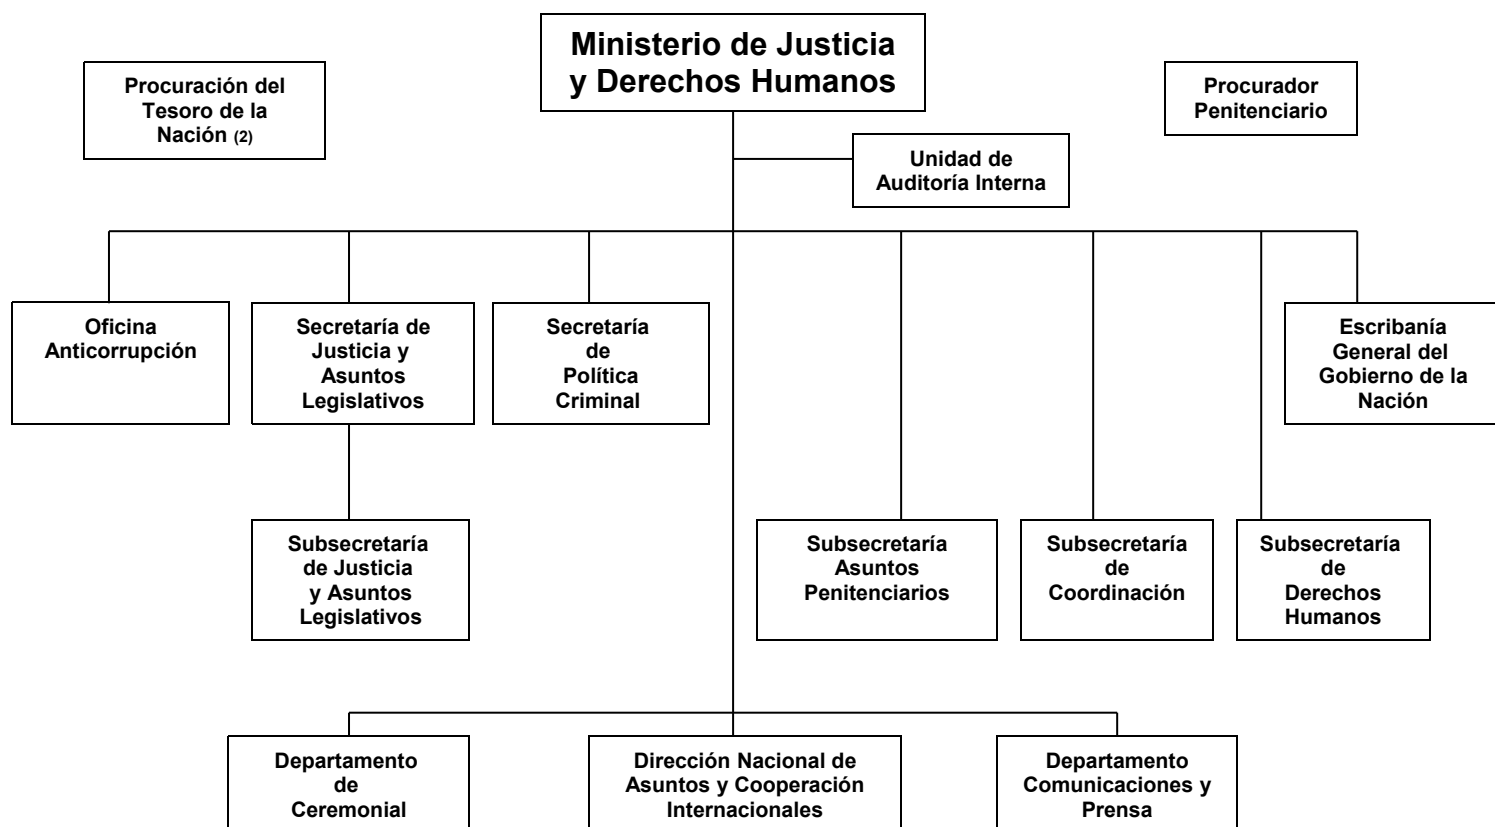 Ministerio de Justicia
y Derechos Humanos
Procuración del
Tesoro de la
Nación (2)
Procurador
Penitenciario
Unidad de
Auditoría Interna
Oficina
Anticorrupción
Secretaría de
Justicia y
Asuntos
Legislativos
Secretaría
de
Política
Criminal
Escribanía
General del
Gobierno de la
Nación
Subsecretaría
de Justicia
y Asuntos
Legislativos
Subsecretaría
Asuntos
Penitenciarios
Subsecretaría
de
Coordinación
Subsecretaría
de
Derechos
Humanos
Departamento
de
Ceremonial
Dirección Nacional de
Asuntos y Cooperación
Internacionales
Departamento
Comunicaciones y
Prensa